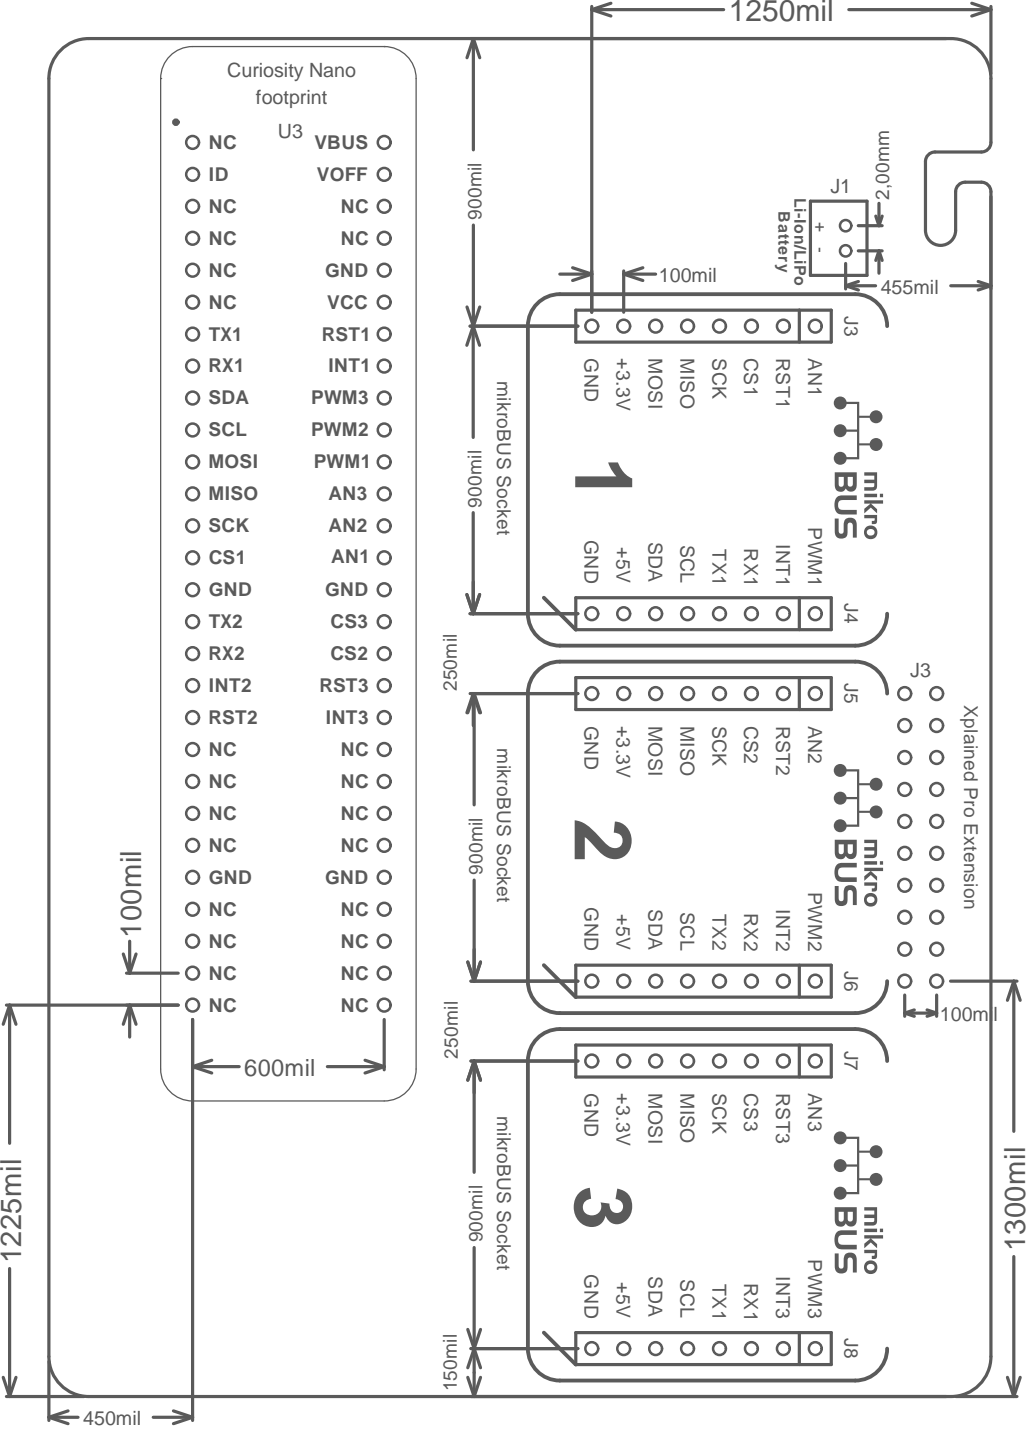 1250mil
Curiosity Nano
footprint
U3
NC VBUS
ID VOFF
NC NC
NC NC
NC GND
NC VCC
TX1 RST1
RX1 INT1
SDA PWM3
SCL PWM2
MOSI PWM1
MISO AN3
SCK AN2
CS1 AN1
GND GND
TX2 CS3
RX2 CS2
INT2 RST3
RST2 INT3
NC NC
NC NC
NC NC
NC NC
GND GND
NC NC
NC NC
NC NC
NC NC
100mil
600mil
1225mil
450mil
900mil
J1
2,00mm
Li-Ion/LiPo
Battery
+
-
455mil
100mil
J3
GND +3.3V MOSI MISO SCK CS1 RST1 AN1
900mil
mikroBUS Socket
1
mikro
BUS
GND +5V SDA SCL TX1 RX1 INT1 PWM1
J4
250mil
J5
GND +3.3V MOSI MISO SCK CS2 RST2 AN2
900mil
mikroBUS Socket
2
mikro
BUS
GND +5V SDA SCL TX2 RX2 INT2 PWM2
J6
J3
Xplained Pro Extension
100mil
250mil
J7
GND +3.3V MOSI MISO SCK CS3 RST3 AN3
900mil
mikroBUS Socket
3
mikro
BUS
GND +5V SDA SCL TX1 RX1 INT3 PWM3
J8
150mil
1300mil